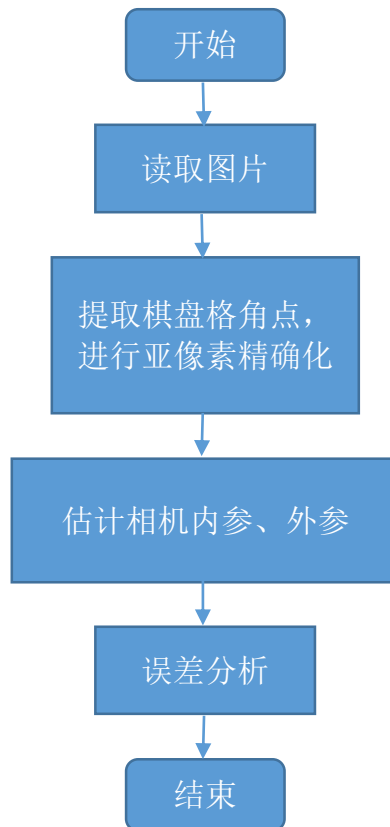 开始
读取图片
提取棋盘格角点，
进行亚像素精确化
估计相机内参、外参
误差分析
结束